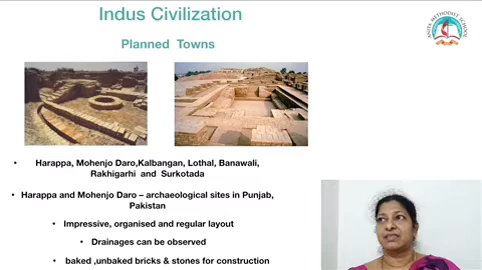 Indus Civilization
Planned Towns
• Harappa, Mohenjo Daro,Kalbangan, Lothal, Banawali,
Rakhigarhi and Surkotada
• Harappa and Mohenjo Daro – archaeological sites in Punjab,
Pakistan
• Impressive, organised and regular layout
• Drainages can be observed
• baked ,unbaked bricks & stones for construction